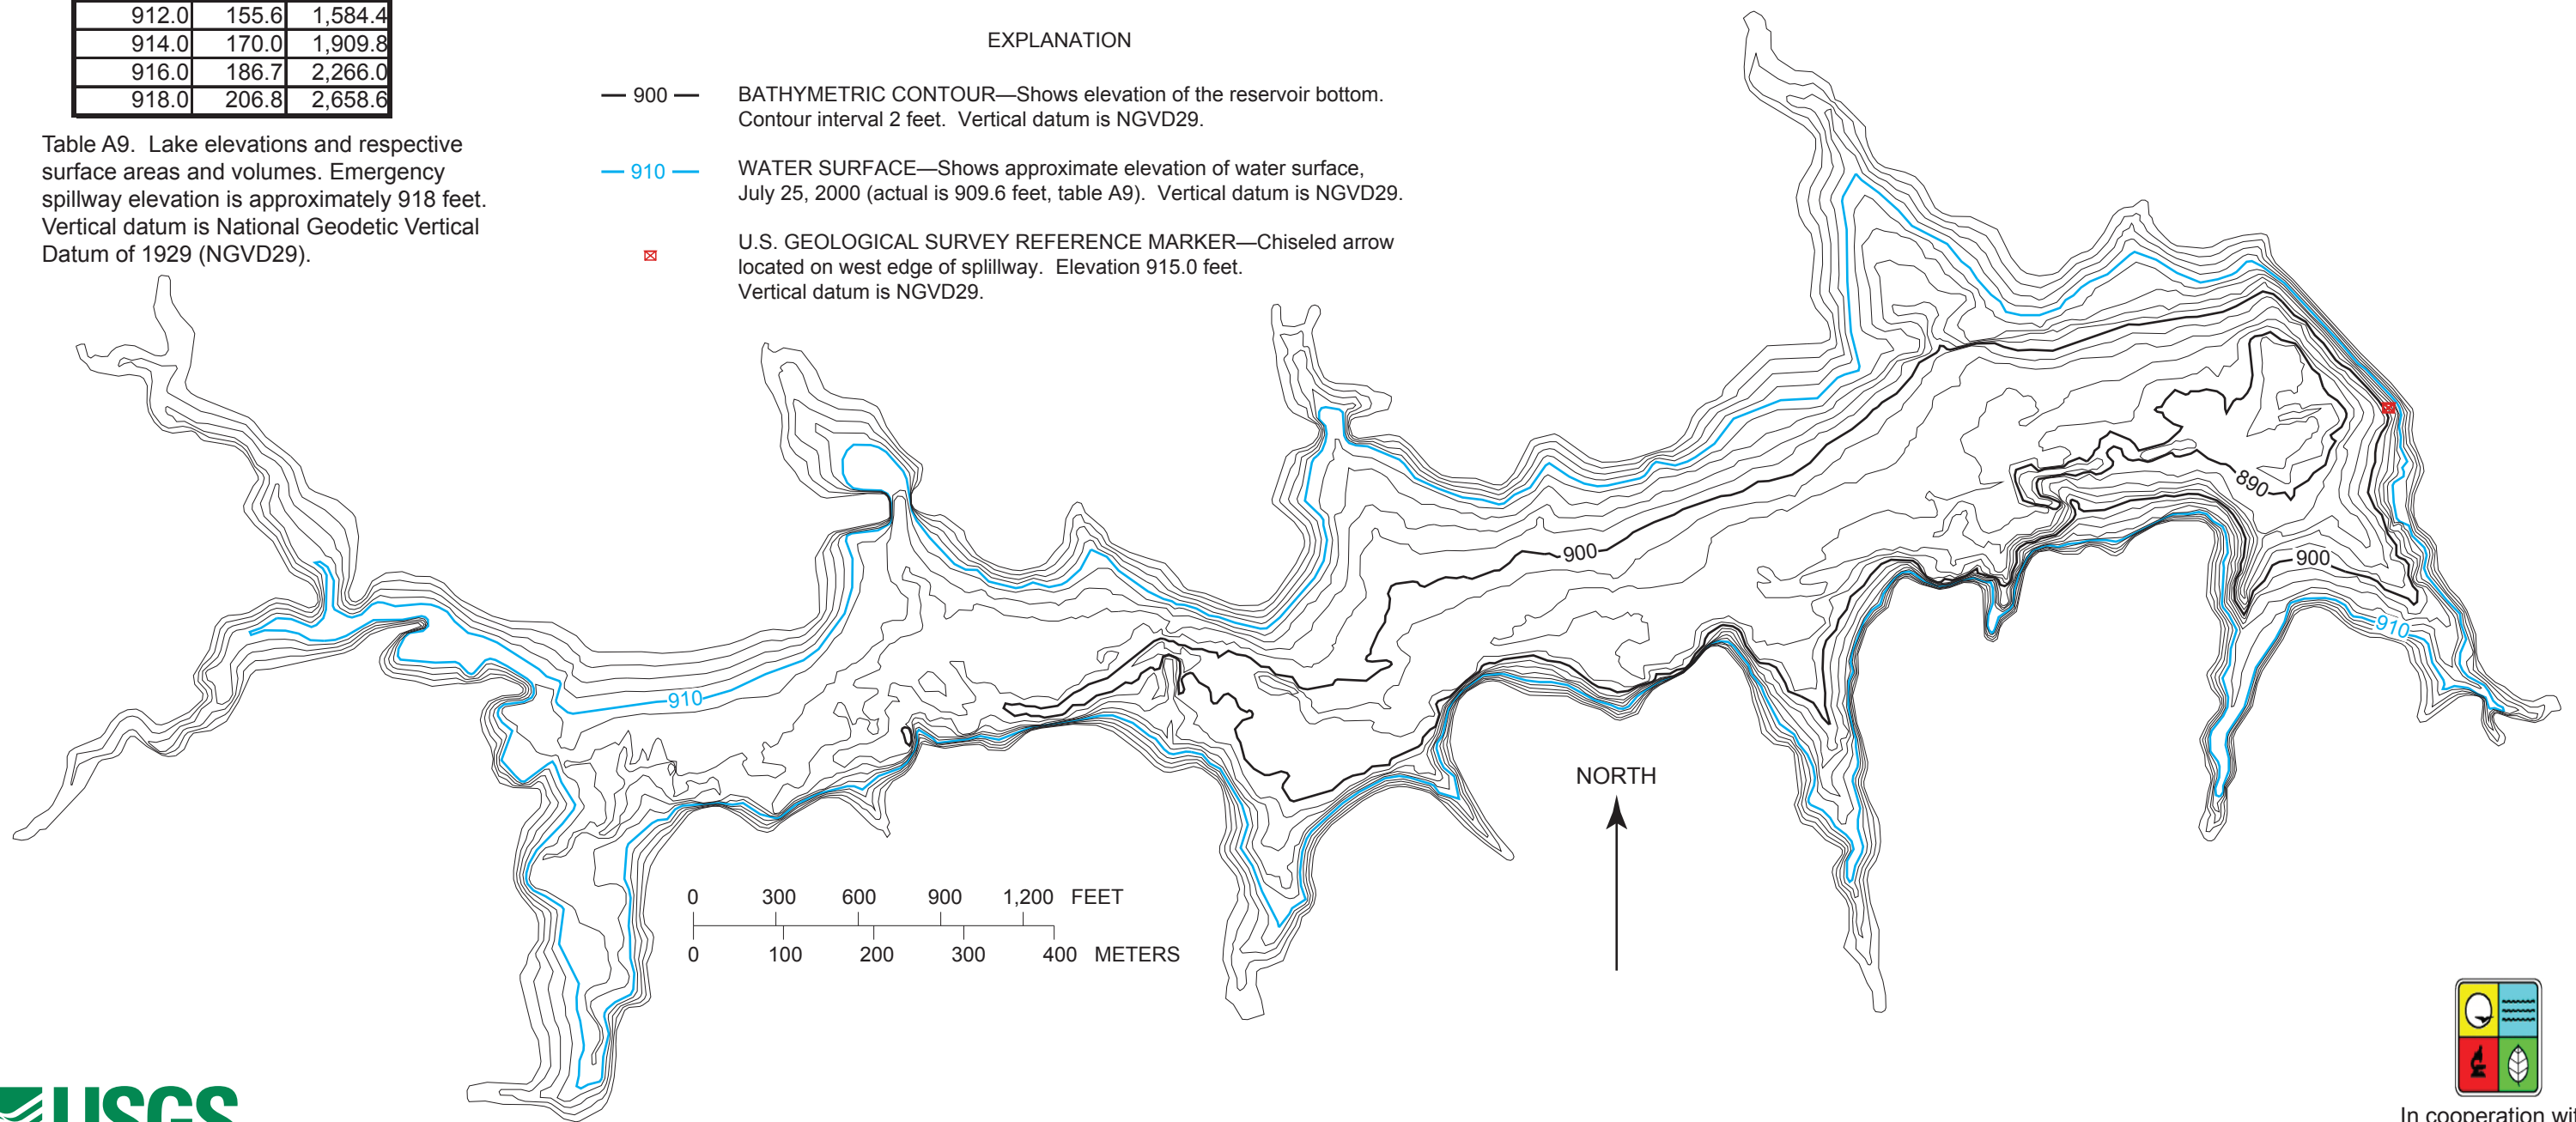 912.0 155.6 1,584.4
914.0 170.0 1,909.8
916.0 186.7 2,266.0
918.0 206.8 2,658.6
Table A9. Lake elevations and respective
surface areas and volumes. Emergency
spillway elevation is approximately 918 feet.
Vertical datum is National Geodetic Vertical
Datum of 1929 (NGVD29).
EXPLANATION
900
BATHYMETRIC CONTOUR—Shows elevation of the reservoir bottom.
Contour interval 2 feet. Vertical datum is NGVD29.
910
WATER SURFACE—Shows approximate elevation of water surface,
July 25, 2000 (actual is 909.6 feet, table A9). Vertical datum is NGVD29.
U.S. GEOLOGICAL SURVEY REFERENCE MARKER—Chiseled arrow
located on west edge of splillway. Elevation 915.0 feet.
Vertical datum is NGVD29.
890
900
900
910
910
NORTH
0 300 600 900 1,200 FEET
0 100 200 300 400 METERS
USGS
In cooperation wit